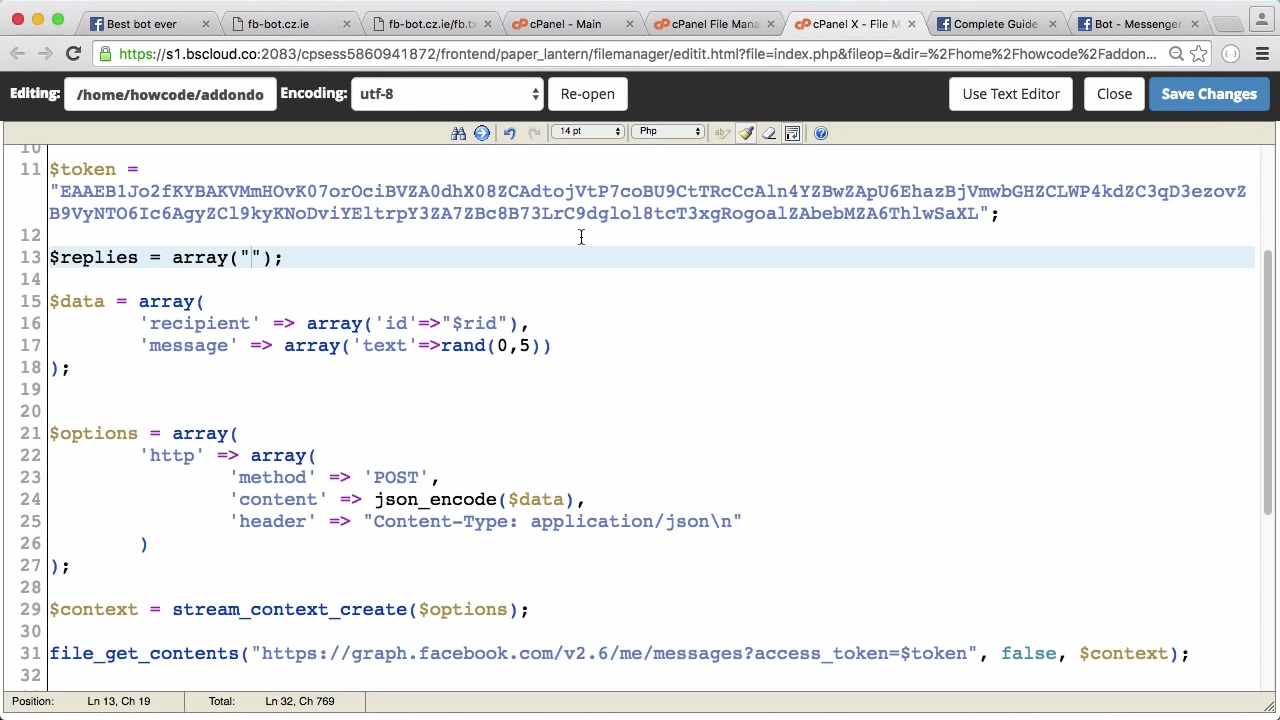 Best bot ever
fb-bot.cz.ie
fb-bot.cz.ie/fb.tx
cPanel - Main
cPanel File Mana
cPanel X - File M
Complete Guide
Bot - Messenger
https://s1.bscloud.co:2083/cpsess5860941872/frontend/paper_lantern/filemanager/editit.html?file=index.php&fileop=&dir=%2Fhome%2Fhowcode%2Faddon...
Editing: /home/howcode/addondo Encoding: utf-8 Re-open Use Text Editor Close Save Changes
14 pt Php
10
11 $token =
"EAAEB1Jo2fKYBAKVMmHOvK07orOciBVZA0dhX08ZCAdtojVtP7coBU9CtTRcCcAln4YZBwZApU6EhazBjVmwbGHZCLWP4kdZC3qD3ezovZ
B9VyNTO6Ic6AgyZCl9kyKNoDviYEltrpY3ZA7ZBc8B73LrC9dglol8tcT3xgRogoalZAbebMZA6ThlwSaXL";
12
13 $replies = array("");
14
15 $data = array(
16 'recipient' => array('id'=>"$rid"),
17 'message' => array('text'=>rand(0,5))
18 );
19
20
21 $options = array(
22 'http' => array(
23 'method' => 'POST',
24 'content' => json_encode($data),
25 'header' => "Content-Type: application/json\n"
26 )
27 );
28
29 $context = stream_context_create($options);
30
31 file_get_contents("https://graph.facebook.com/v2.6/me/messages?access_token=$token", false, $context);
32
Position: Ln 13, Ch 19 Total: Ln 32, Ch 769